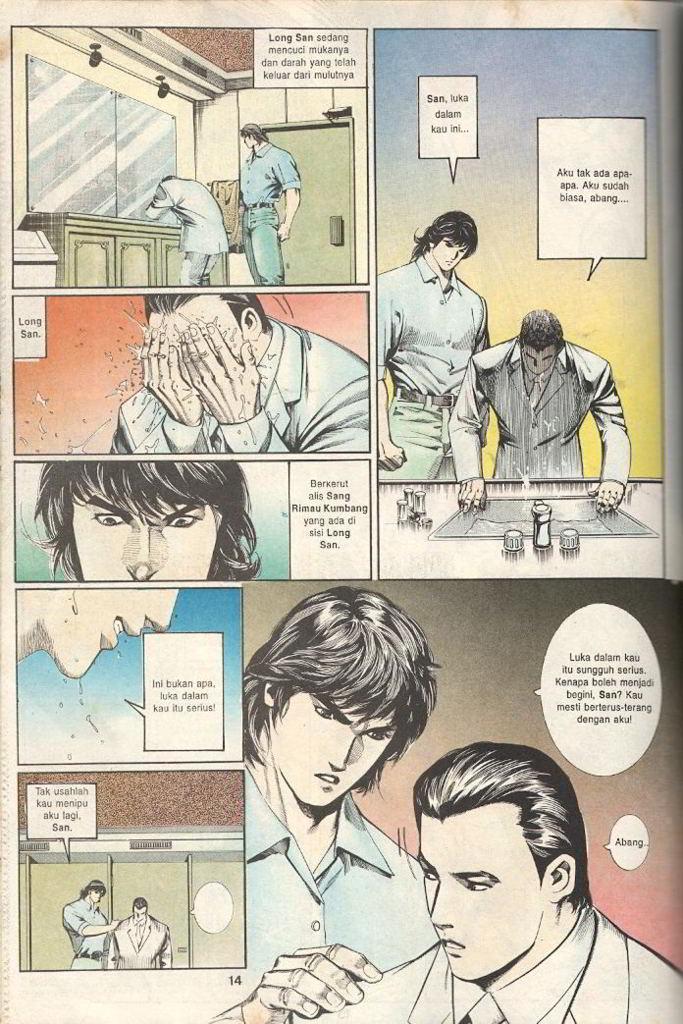 Long San sedang
mencuci mukanya
dan darah yang telah
keluar dari mulutnya
San, luka
dalam
kau ini...
Aku tak ada apa-
apa. Aku sudah
biasa, abang....
Long
San.
Berkerut
alis Sang
Rimau Kumbang
yang ada di
sisi Long
San.
Ini bukan apa,
luka dalam
kau itu serius!
Luka dalam kau
itu sungguh serius.
Kenapa boleh menjadi
begini, San? Kau
mesti berterus-terang
dengan aku!
Tak usahlah
kau menipu
aku lagi,
San.
Abang..
14